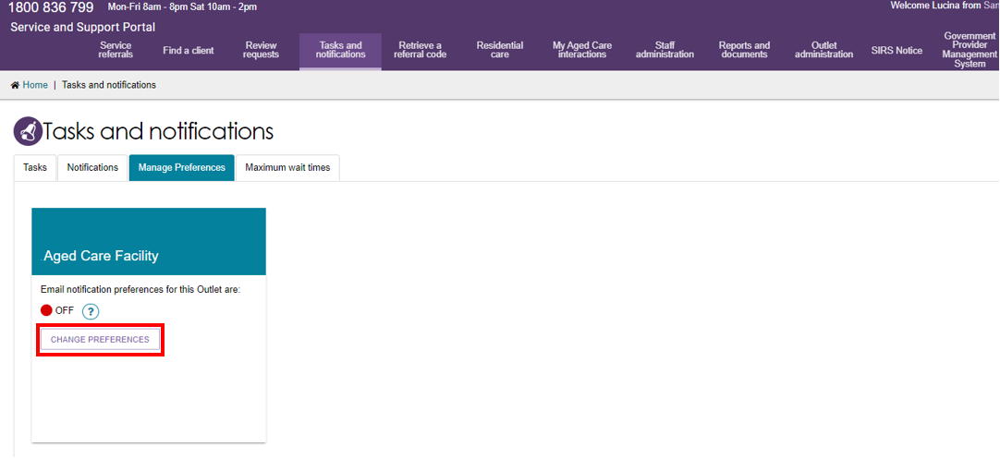 1800 836 799 Mon-Fri 8am - 8pm Sat 10am - 2pm
Welcome Lucina from
Service and Support Portal
Service referrals
Find a client
Review requests
Tasks and notifications
Retrieve a referral code
Residential care
My Aged Care interactions
Staff administration
Reports and documents
Outlet administration
SIRS Notice
Government Provider Management System
Home | Tasks and notifications
Tasks and notifications
Tasks Notifications Manage Preferences Maximum wait times
Aged Care Facility
Email notification preferences for this Outlet are:
OFF ?
CHANGE PREFERENCES